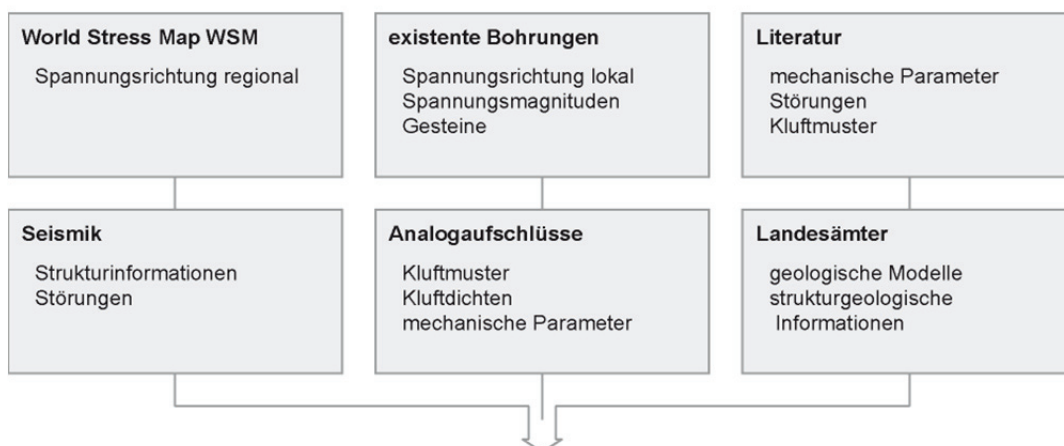 World Stress Map WSM
Spannungsrichtung regional
existente Bohrungen
Spannungsrichtung lokal
Spannungsmagnituden
Gesteine
Literatur
mechanische Parameter
Störungen
Kluftmuster
Seismik
Strukturinformationen
Störungen
Analogaufschlüsse
Kluftmuster
Kluftdichten
mechanische Parameter
Landesämter
geologische Modelle
strukturgeologische
Informationen